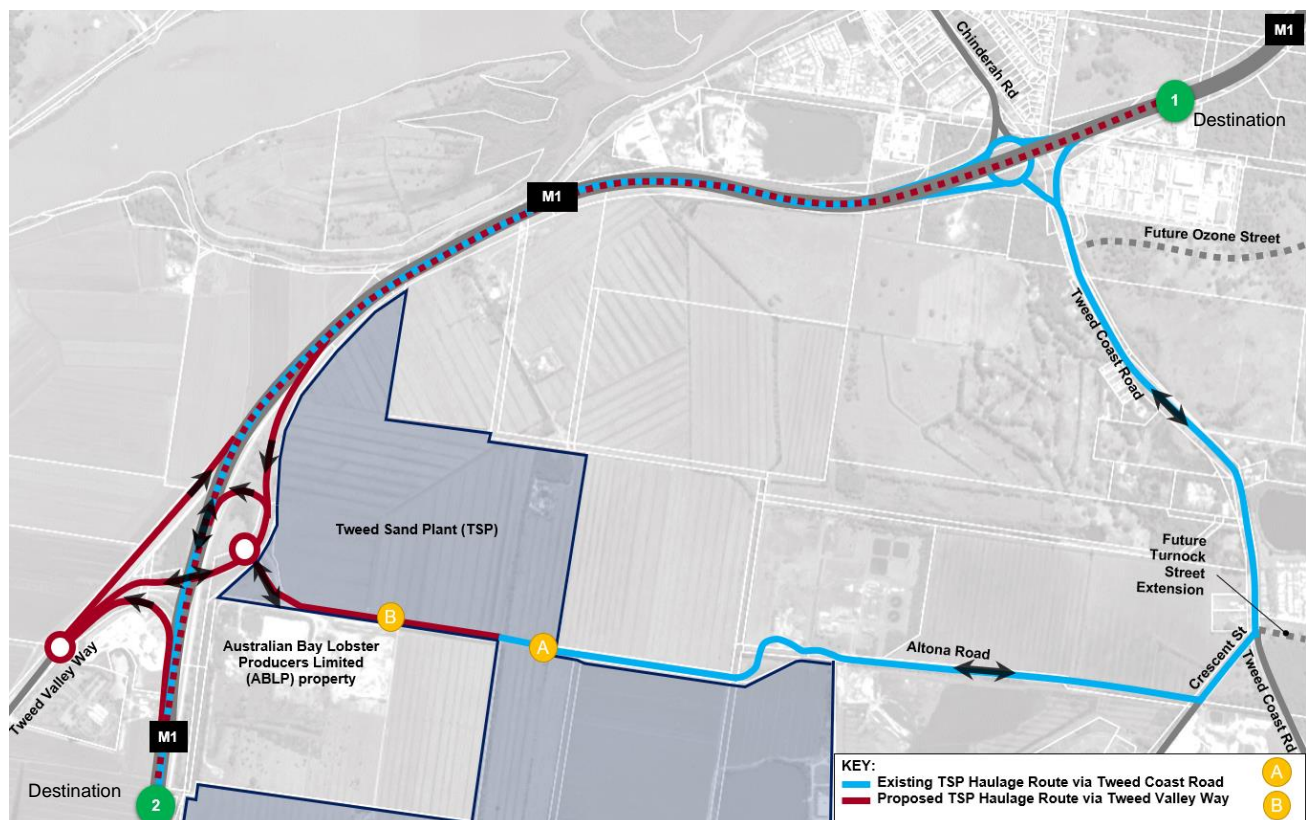 M1
Chinderah Rd
1
Destination
M1
Future Ozone Street
Tweed Coast Road
Tweed Sand Plant (TSP)
Future
Turnock
Street
Extension
B
A
Australian Bay Lobster
Producers Limited
(ABLP) property
Altona Road
Crescent St
Tweed Coast Rd
Tweed Valley Way
M1
Destination
2
KEY:
Existing TSP Haulage Route via Tweed Coast Road
A
Proposed TSP Haulage Route via Tweed Valley Way
B